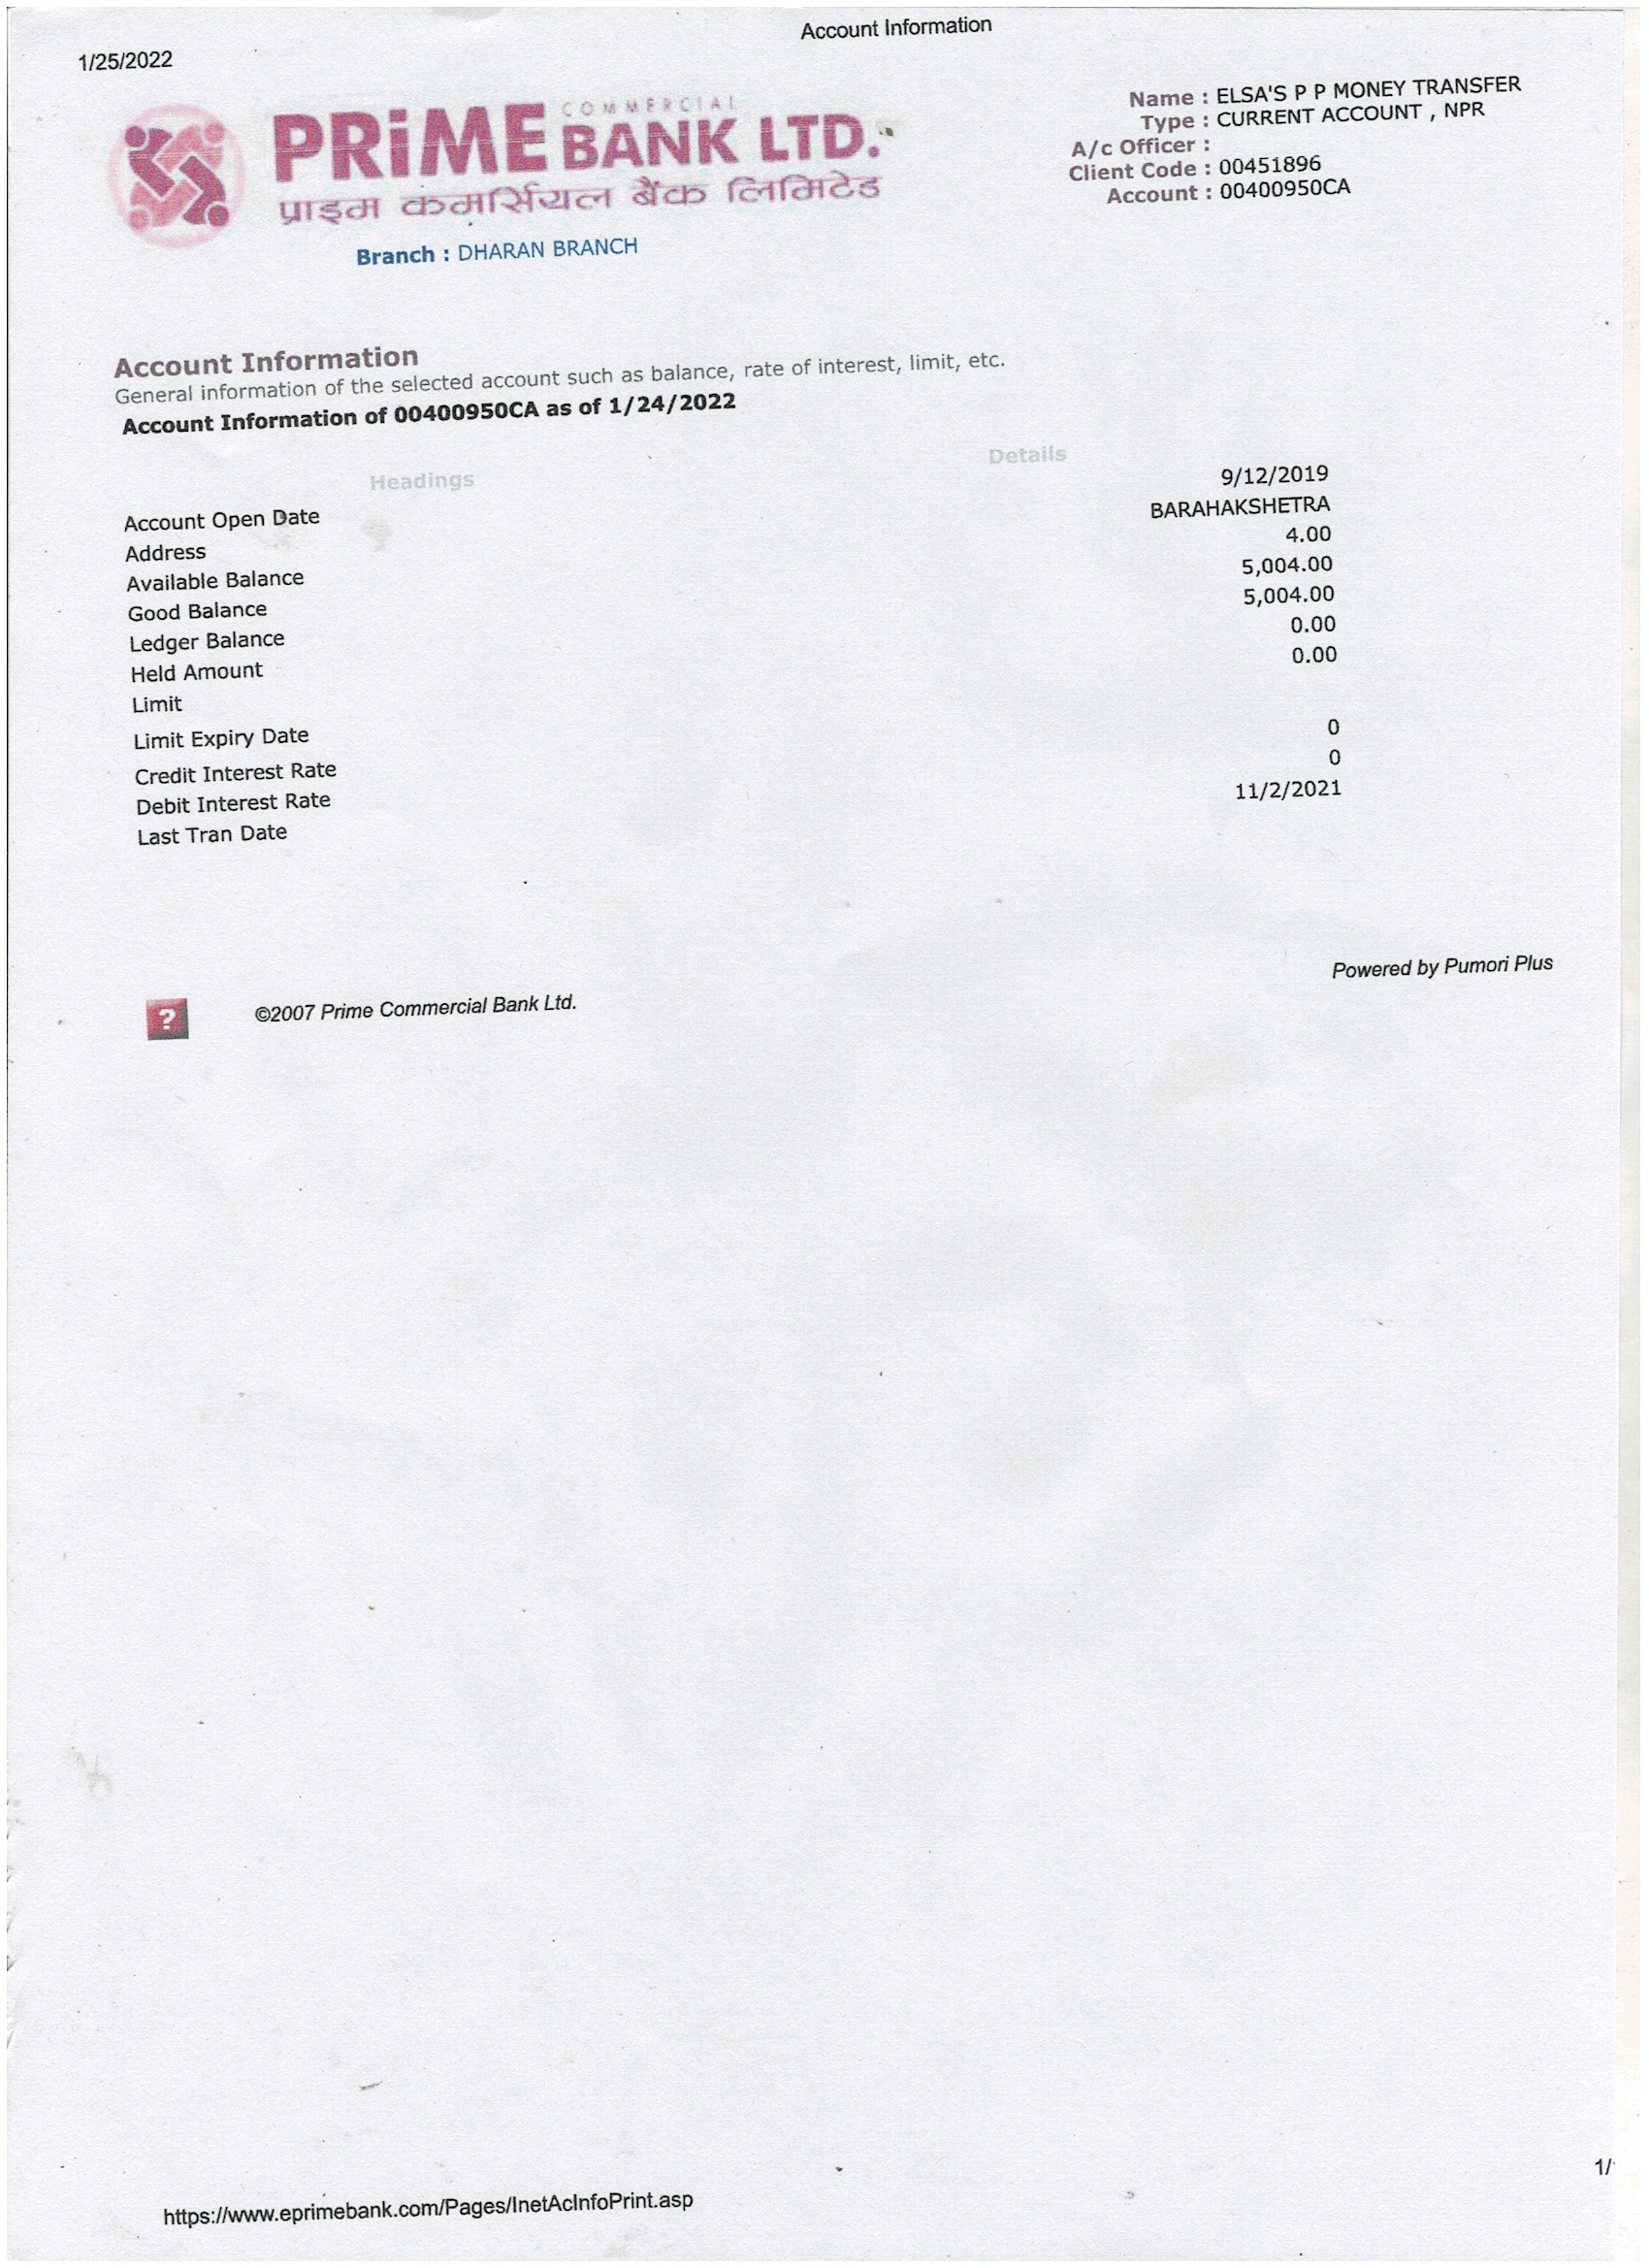 Account Information
1/25/2022
COMMERCIAL
PRiME BANK LTD.
प्राइम कमर्सियल बैंक लिमिटेड
Branch : DHARAN BRANCH
Name : ELSA'S P P MONEY TRANSFER
Type : CURRENT ACCOUNT , NPR
A/c Officer :
Client Code : 00451896
Account : 00400950CA
Account Information
General information of the selected account such as balance, rate of interest, limit, etc.
Account Information of 00400950CA as of 1/24/2022
Headings Details
Account Open Date 9/12/2019
Address BARAHAKSHETRA
Available Balance 4.00
Good Balance 5,004.00
Ledger Balance 5,004.00
Held Amount 0.00
Limit 0.00
Limit Expiry Date
Credit Interest Rate 0
Debit Interest Rate 0
Last Tran Date 11/2/2021
Powered by Pumori Plus
? ©2007 Prime Commercial Bank Ltd.
https://www.eprimebank.com/Pages/InetAcInfoPrint.asp
1/